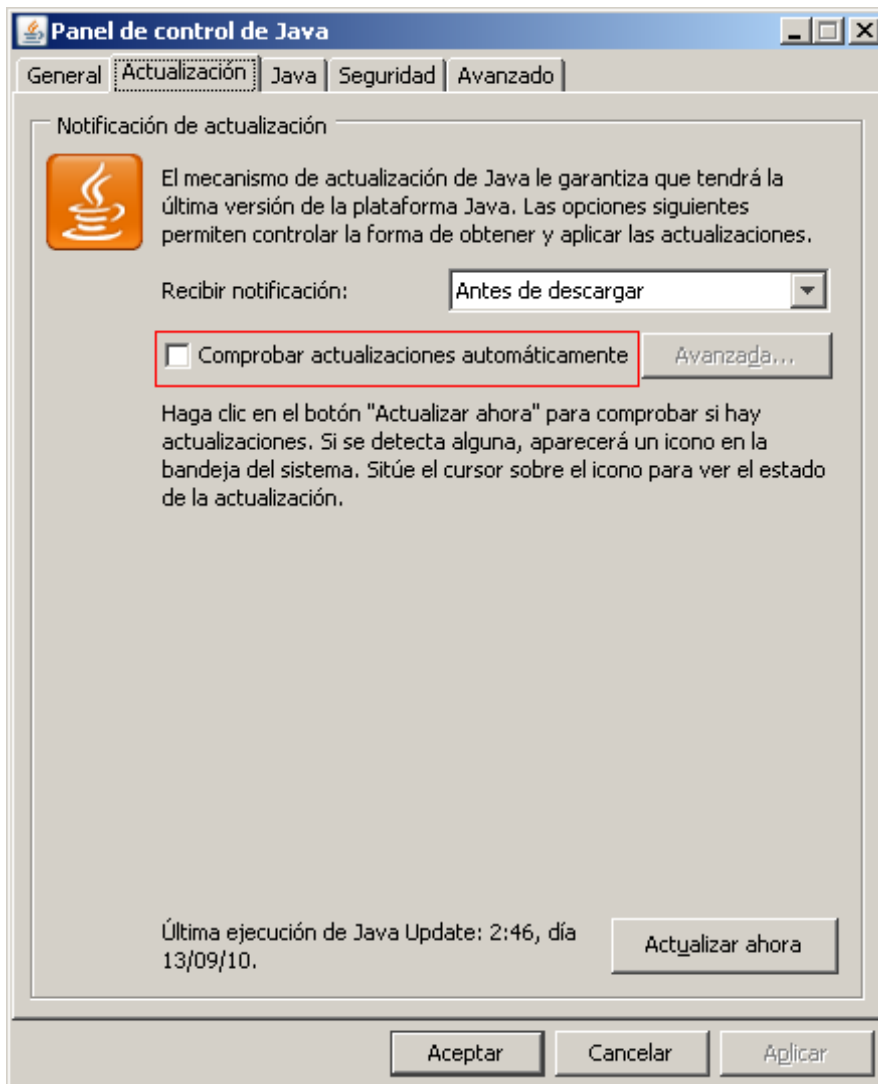 Panel de control de Java
General Actualización Java Seguridad Avanzado
Notificación de actualización
El mecanismo de actualización de Java le garantiza que tendrá la
última versión de la plataforma Java. Las opciones siguientes
permiten controlar la forma de obtener y aplicar las actualizaciones.
Recibir notificación: Antes de descargar
Comprobar actualizaciones automáticamente Avanzada...
Haga clic en el botón "Actualizar ahora" para comprobar si hay
actualizaciones. Si se detecta alguna, aparecerá un icono en la
bandeja del sistema. Sitúe el cursor sobre el icono para ver el estado
de la actualización.
Última ejecución de Java Update: 2:46, día
13/09/10.
Actualizar ahora
Aceptar Cancelar Aplicar